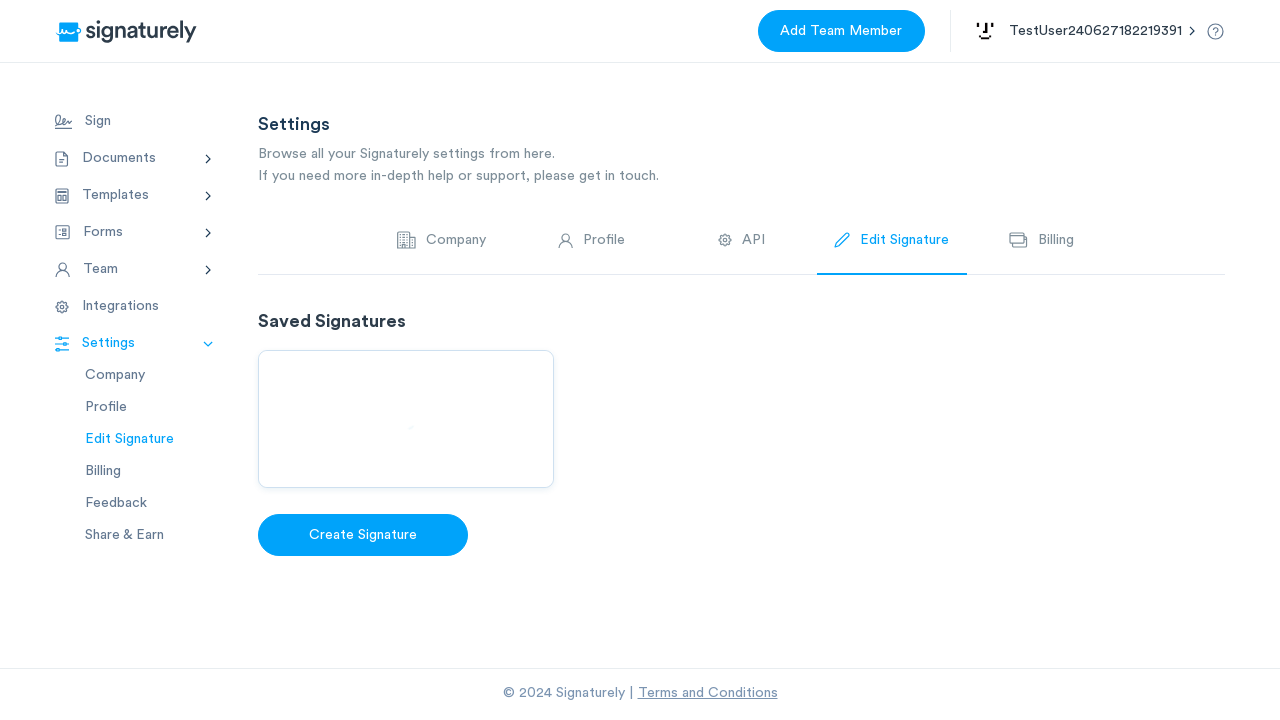 signaturely
Add Team Member
TestUser240627182219391
Sign
Documents
Templates
Forms
Team
Integrations
Settings
Company
Profile
Edit Signature
Billing
Feedback
Share & Earn
Settings
Browse all your Signaturely settings from here.
If you need more in-depth help or support, please get in touch.
Company
Profile
API
Edit Signature
Billing
Saved Signatures
Create Signature
© 2024 Signaturely | Terms and Conditions